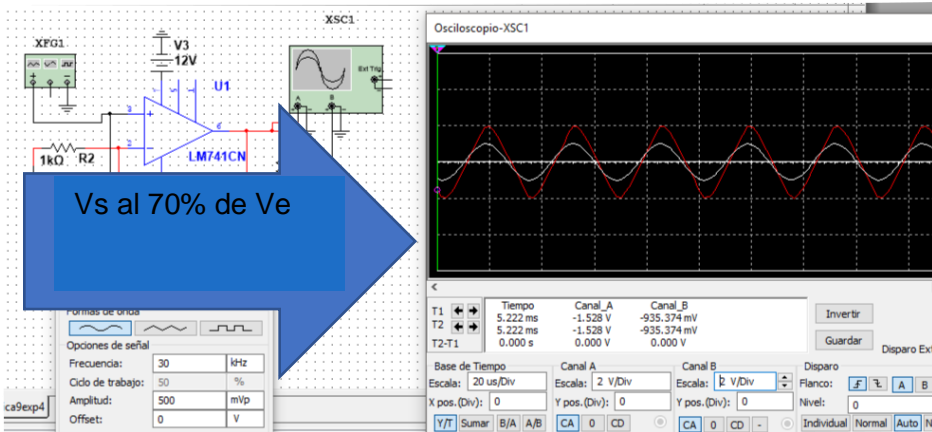 XSC1
Osciloscopio-XSC1
XFG1
V3
12V
U1
Ext Trig
A
B
1kΩ
R2
LM741CN
Vs al 70% de Ve
Formas de onda
Opciones de señal
Frecuencia: 30 kHz
Ciclo de trabajo: 50 %
Amplitud: 500 mVp
Offset: 0 V
ca9exp4
Tiempo Canal_A Canal_B
T1 5.222 ms -1.528 V -935.374 mV
T2 5.222 ms -1.528 V -935.374 mV
T2-T1 0.000 s 0.000 V 0.000 V
Invertir
Guardar
Disparo Ext
Base de Tiempo
Escala: 20 us/Div
X pos.(Div): 0
Y/T Sumar B/A A/B
Canal A
Escala: 2 V/Div
Y pos.(Div): 0
CA 0 CD
Canal B
Escala: 2 V/Div
Y pos.(Div): 0
CA 0 CD -
Disparo
Flanco: A B
Nivel: 0
Individual Normal Auto N